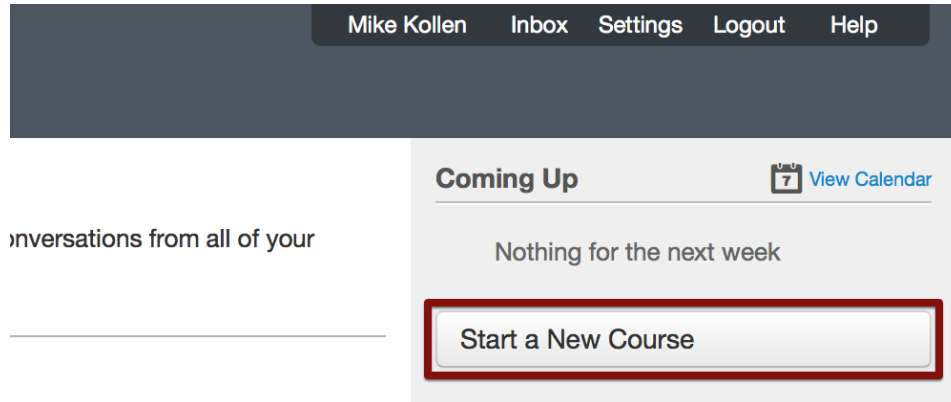 Mike Kollen Inbox Settings Logout Help
Coming Up
7 View Calendar
onversations from all of your
Nothing for the next week
Start a New Course